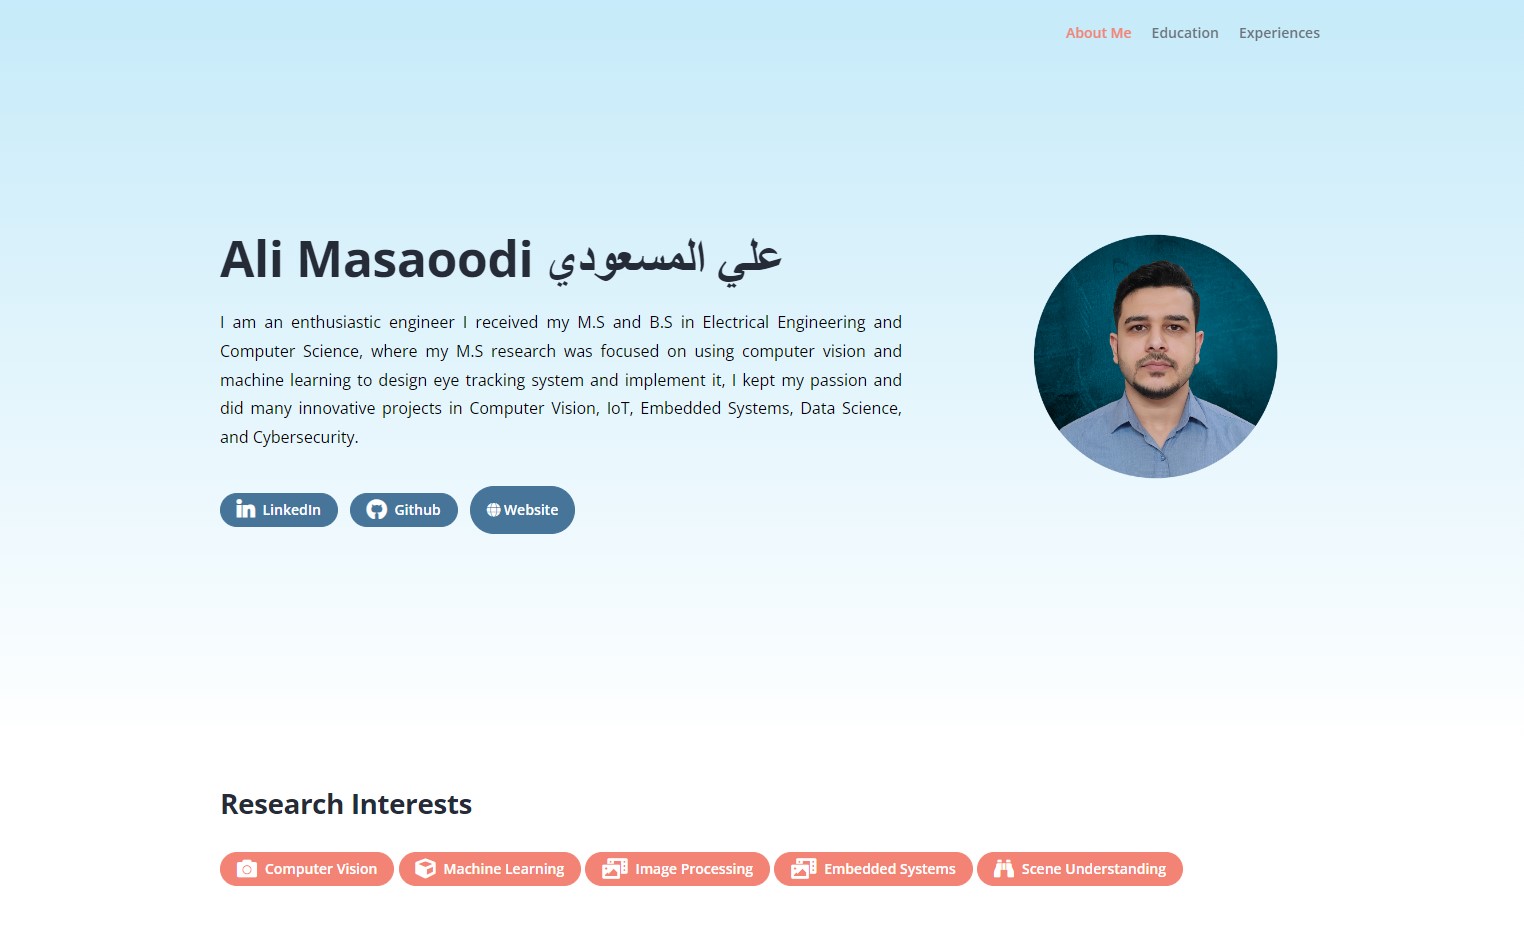 About Me Education Experiences
Ali Masaoodi علي المسعودي
I am an enthusiastic engineer I received my M.S and B.S in Electrical Engineering and
Computer Science, where my M.S research was focused on using computer vision and
machine learning to design eye tracking system and implement it, I kept my passion and
did many innovative projects in Computer Vision, IoT, Embedded Systems, Data Science,
and Cybersecurity.
LinkedIn Github Website
Research Interests
Computer Vision Machine Learning Image Processing Embedded Systems Scene Understanding